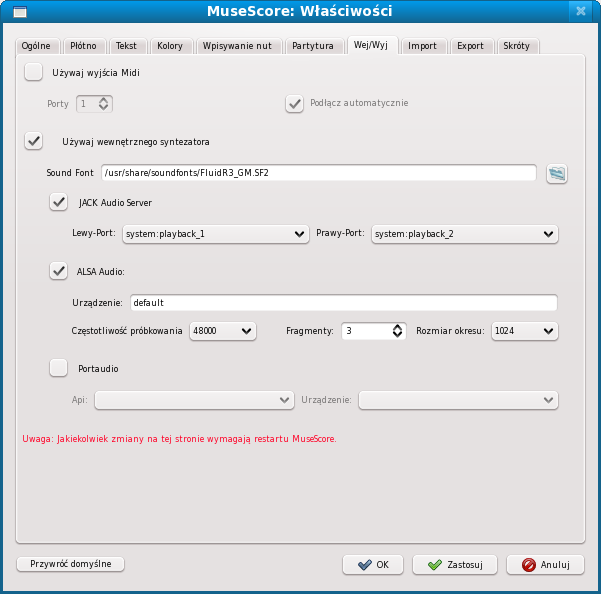 MuseScore: Właściwości
Ogólne Płótno Tekst Kolory Wpisywanie nut Partytura Wej/Wyj Import Export Skróty
Używaj wyjścia Midi
Porty 1 Podłącz automatycznie
Używaj wewnętrznego syntezatora
Sound Font /usr/share/soundfonts/FluidR3_GM.SF2
JACK Audio Server
Lewy-Port: system:playback_1 Prawy-Port: system:playback_2
ALSA Audio:
Urządzenie: default
Częstotliwość próbkowania 48000 Fragmenty: 3 Rozmiar okresu: 1024
Portaudio
Api: Urządzenie:
Uwaga: Jakiekolwiek zmiany na tej stronie wymagają restartu MuseScore.
Przywróć domyślne OK Zastosuj Anuluj